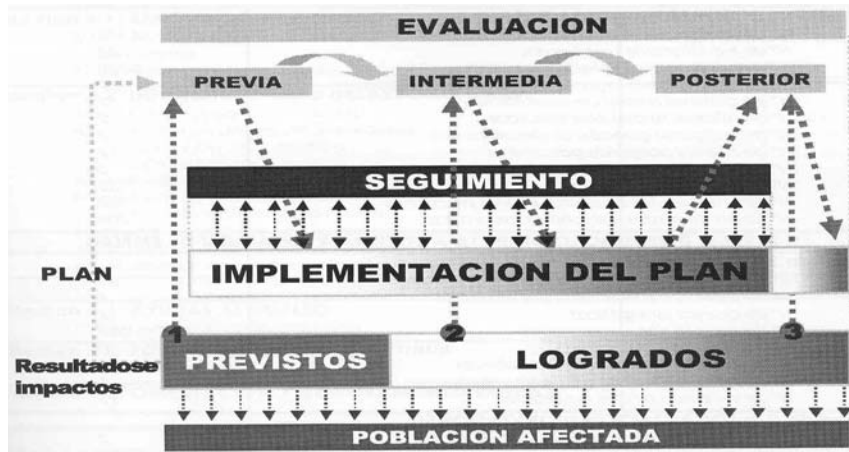 EVALUACION
PREVIA
INTERMEDIA
POSTERIOR
SEGUIMIENTO
PLAN
IMPLEMENTACION DEL PLAN
1
2
3
Resultadose
impactos
PREVISTOS
LOGRADOS
POBLACION AFECTADA